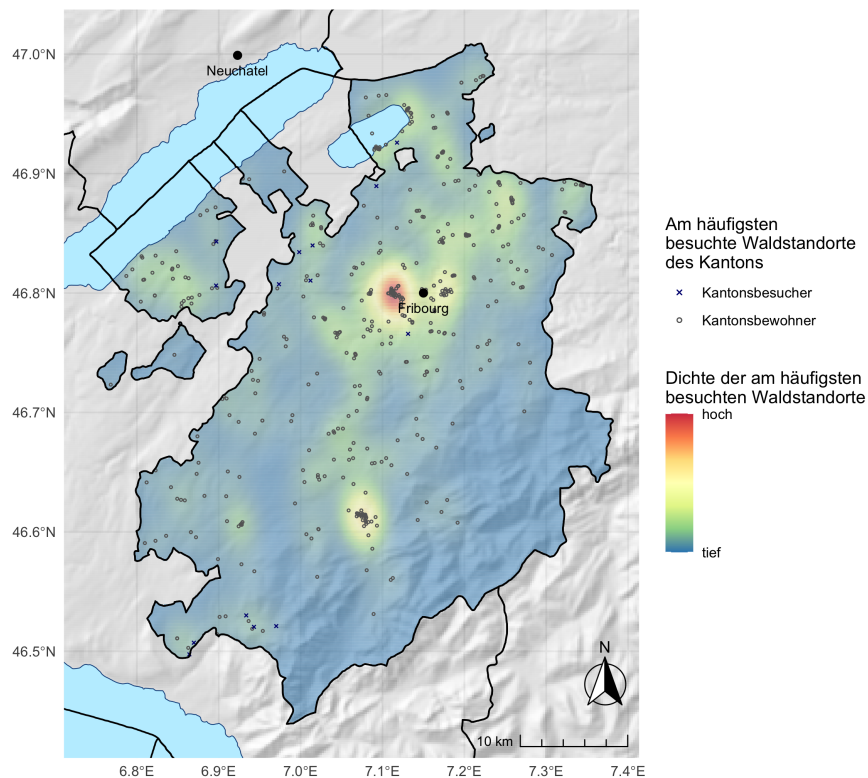 47.0°N
46.9°N
46.8°N
46.7°N
46.6°N
46.5°N
Neuchatel
Fribourg
N
10 km
6.8°E 6.9°E 7.0°E 7.1°E 7.2°E 7.3°E 7.4°E
Am häufigsten
besuchte Waldstandorte
des Kantons
Kantonsbesucher
Kantonsbewohner
Dichte der am häufigsten
besuchten Waldstandorte
hoch
tief